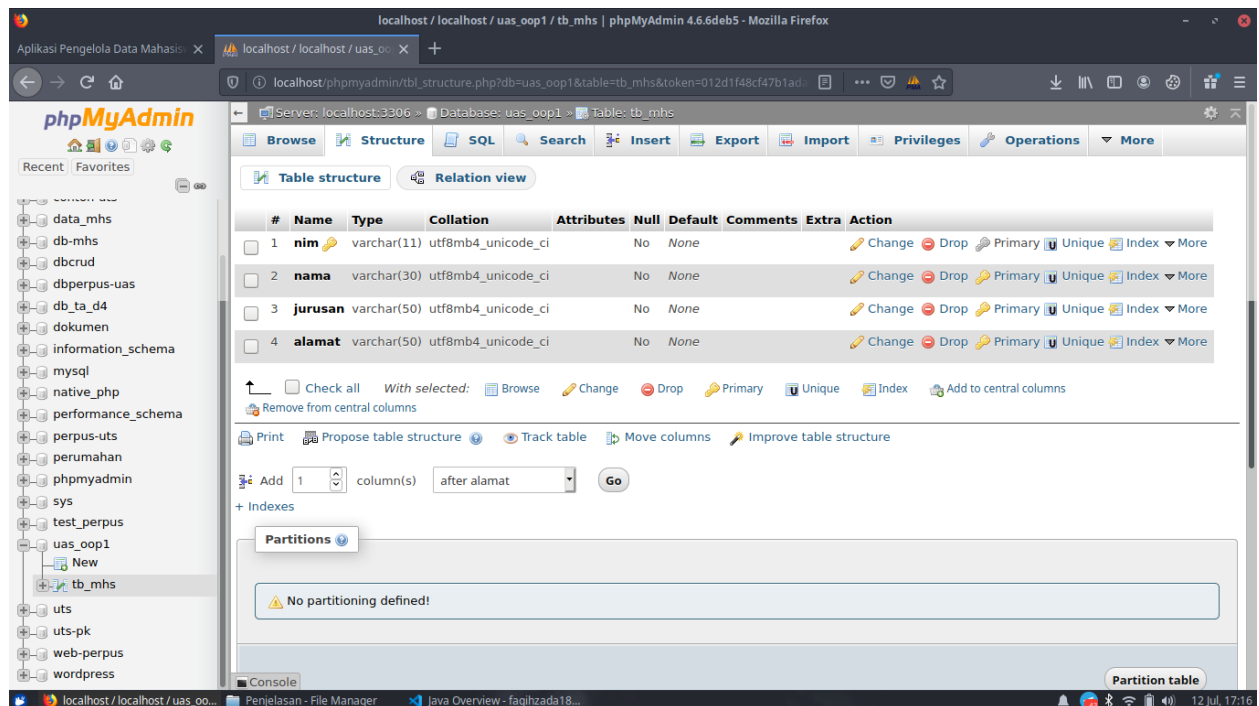 localhost / localhost / uas_oop1 / tb_mhs | phpMyAdmin 4.6.6deb5 - Mozilla Firefox
Aplikasi Pengelola Data Mahasis
localhost / localhost / uas_oo
localhost/phpmyadmin/tbl_structure.php?db=uas_oop1&table=tb_mhs&token=012d1f48cf47b1ada
phpMyAdmin
Recent Favorites
data_mhs
db-mhs
dbcrud
dbperpus-uas
db_ta_d4
dokumen
information_schema
mysql
native_php
performance_schema
perpus-uts
perumahan
phpmyadmin
sys
test_perpus
uas_oop1
New
tb_mhs
uts
uts-pk
web-perpus
wordpress
Server: localhost:3306 » Database: uas_oop1 » Table: tb_mhs
Browse Structure SQL Search Insert Export Import Privileges Operations More
Table structure Relation view
# Name Type Collation Attributes Null Default Comments Extra Action
1 nim varchar(11) utf8mb4_unicode_ci No None Change Drop Primary Unique Index More
2 nama varchar(30) utf8mb4_unicode_ci No None Change Drop Primary Unique Index More
3 jurusan varchar(50) utf8mb4_unicode_ci No None Change Drop Primary Unique Index More
4 alamat varchar(50) utf8mb4_unicode_ci No None Change Drop Primary Unique Index More
Check all With selected: Browse Change Drop Primary Unique Index Add to central columns
Remove from central columns
Print Propose table structure Track table Move columns Improve table structure
Add 1 column(s) after alamat Go
+ Indexes
Partitions
No partitioning defined!
Partition table
Console
localhost / localhost / uas_oo... Penjelasan - File Manager Java Overview - faqihzada18... 12 Jul, 17:16